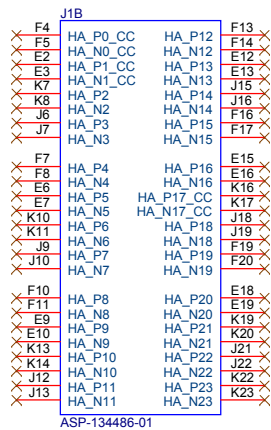 J1B
F4 HA_P0_CC HA_P12 F13
F5 HA_N0_CC HA_N12 F14
E2 HA_P1_CC HA_P13 E12
E3 HA_N1_CC HA_N13 E13
K7 HA_P2 HA_P14 J15
K8 HA_N2 HA_N14 J16
J6 HA_P3 HA_P15 F16
J7 HA_N3 HA_N15 F17
F7 HA_P4 HA_P16 E15
F8 HA_N4 HA_N16 E16
E6 HA_P5 HA_P17_CC K16
E7 HA_N5 HA_N17_CC K17
K10 HA_P6 HA_P18 J18
K11 HA_N6 HA_N18 J19
J9 HA_P7 HA_P19 F19
J10 HA_N7 HA_N19 F20
F10 HA_P8 HA_P20 E18
F11 HA_N8 HA_N20 E19
E9 HA_P9 HA_P21 K19
E10 HA_N9 HA_N21 K20
K13 HA_P10 HA_P22 J21
K14 HA_N10 HA_N22 J22
J12 HA_P11 HA_P23 K22
J13 HA_N11 HA_N23 K23
ASP-134486-01